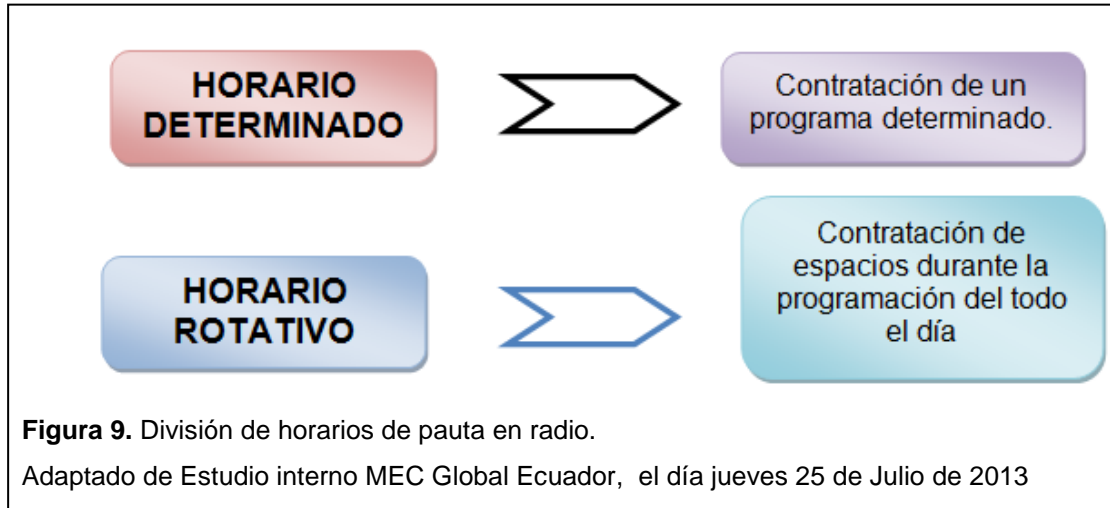 HORARIO
DETERMINADO
Contratación de un
programa determinado.
HORARIO
ROTATIVO
Contratación de
espacios durante la
programación del todo
el día
Figura 9. División de horarios de pauta en radio.
Adaptado de Estudio interno MEC Global Ecuador, el día jueves 25 de Julio de 2013